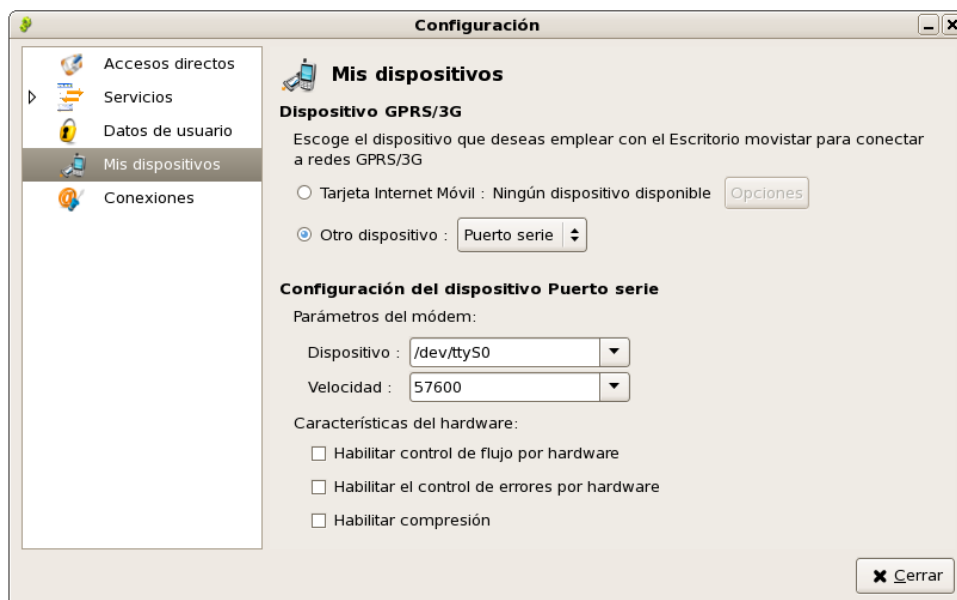 Configuración
Accesos directos
Servicios
Datos de usuario
Mis dispositivos
Conexiones
Mis dispositivos
Dispositivo GPRS/3G
Escoge el dispositivo que deseas emplear con el Escritorio movistar para conectar
a redes GPRS/3G
Tarjeta Internet Móvil : Ningún dispositivo disponible Opciones
Otro dispositivo : Puerto serie
Configuración del dispositivo Puerto serie
Parámetros del módem:
Dispositivo : /dev/ttyS0
Velocidad : 57600
Características del hardware:
Habilitar control de flujo por hardware
Habilitar el control de errores por hardware
Habilitar compresión
Cerrar